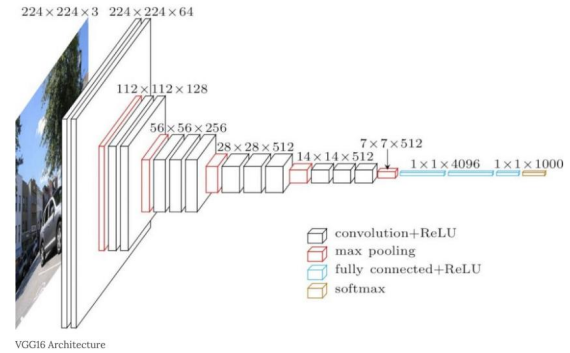 224×224×3
224×224×64
112×112×128
56×56×256
28×28×512
14×14×512
7×7×512
1×1×4096
1×1×1000
convolution+ReLU
max pooling
fully connected+ReLU
softmax
VGG16 Architecture